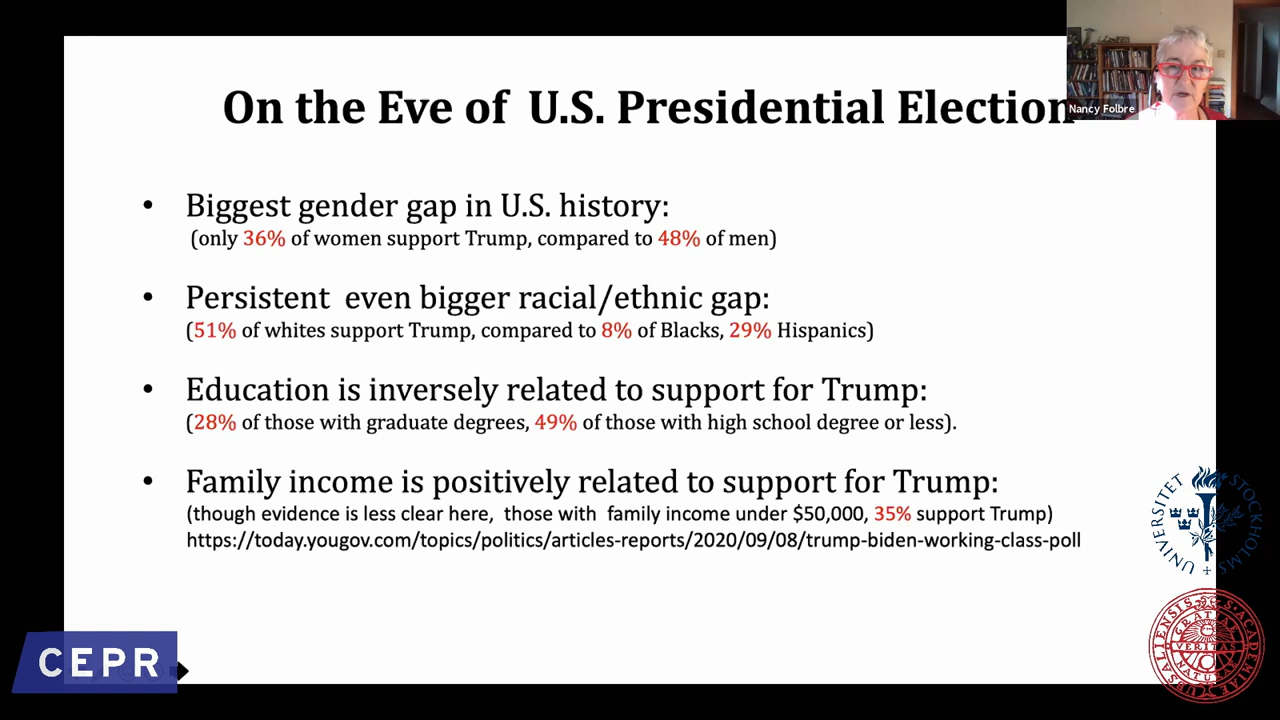 On the Eve of U.S. Presidential Election
Nancy Folbre
• Biggest gender gap in U.S. history:
(only 36% of women support Trump, compared to 48% of men)
• Persistent even bigger racial/ethnic gap:
(51% of whites support Trump, compared to 8% of Blacks, 29% Hispanics)
• Education is inversely related to support for Trump:
(28% of those with graduate degrees, 49% of those with high school degree or less).
• Family income is positively related to support for Trump:
(though evidence is less clear here, those with family income under $50,000, 35% support Trump)
https://today.yougov.com/topics/politics/articles-reports/2020/09/08/trump-biden-working-class-poll
STOCKHOLMS
UNIVERSITET
CEPR
GRATIAE
VERITAS
NATURAE